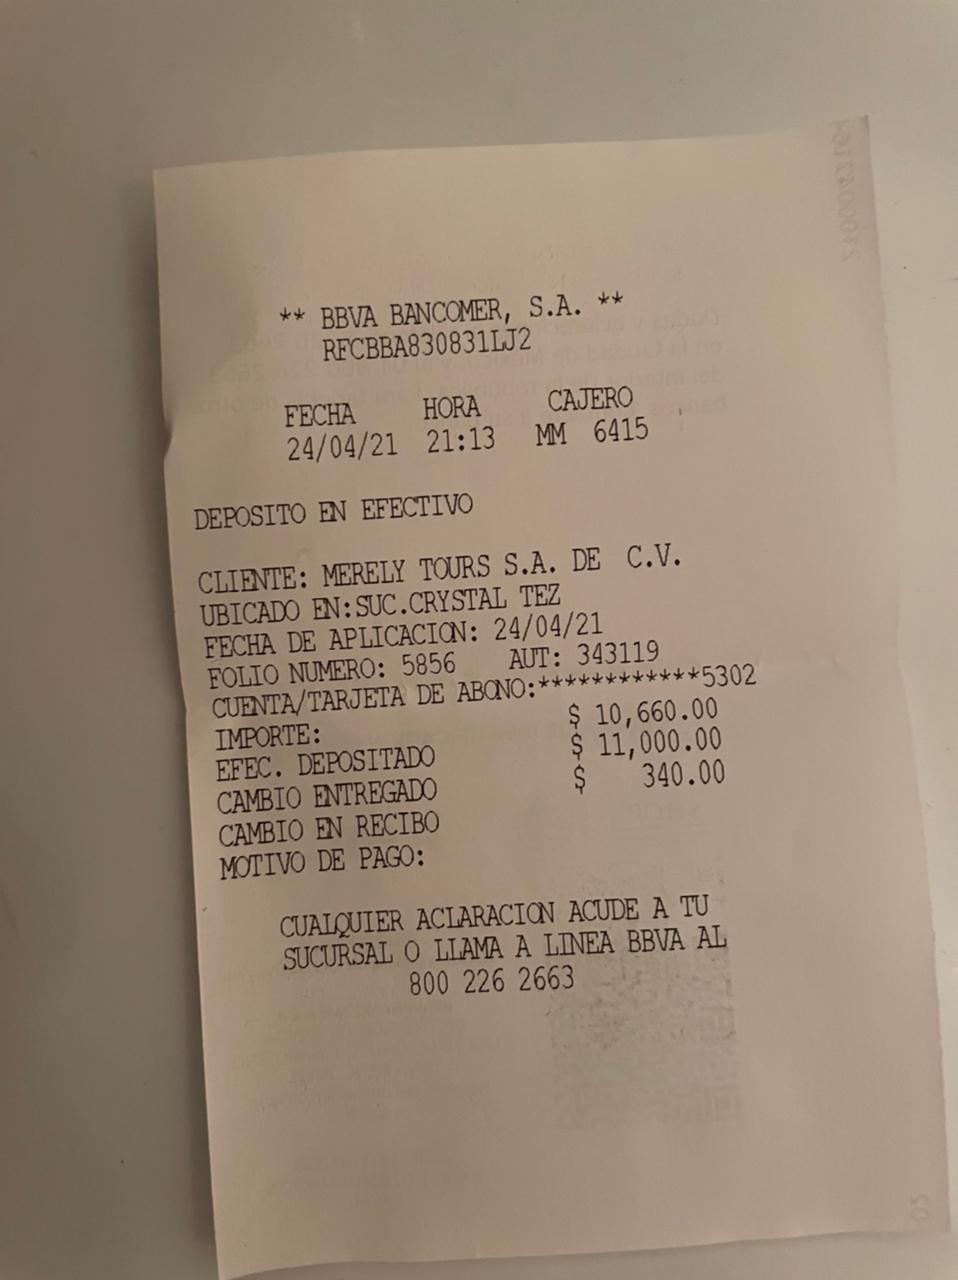 ** BBVA BANCOMER, S.A. **
RFCBBA830831LJ2
FECHA HORA CAJERO
24/04/21 21:13 MM 6415
DEPOSITO EN EFECTIVO
CLIENTE: MERELY TOURS S.A. DE C.V.
UBICADO EN:SUC.CRYSTAL TEZ
FECHA DE APLICACION: 24/04/21
FOLIO NUMERO: 5856 AUT: 343119
CUENTA/TARJETA DE ABONO:************5302
IMPORTE: $ 10,660.00
EFEC. DEPOSITADO $ 11,000.00
CAMBIO ENTREGADO $ 340.00
CAMBIO EN RECIBO
MOTIVO DE PAGO:
CUALQUIER ACLARACION ACUDE A TU
SUCURSAL O LLAMA A LINEA BBVA AL
800 226 2663